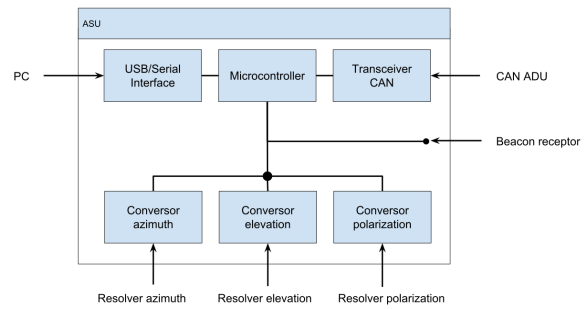 ASU
PC
USB/Serial
Interface
Microcontroller
Transceiver
CAN
CAN ADU
Beacon receptor
Conversor
azimuth
Conversor
elevation
Conversor
polarization
Resolver azimuth
Resolver elevation
Resolver polarization